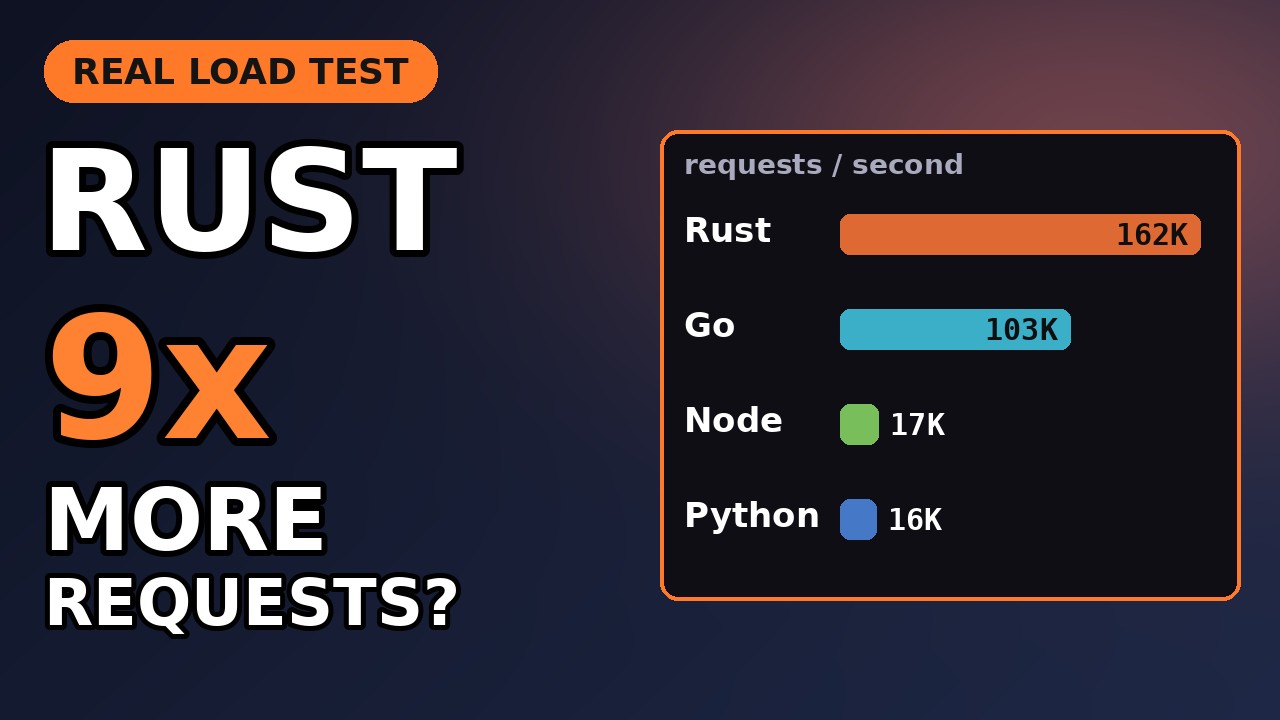 REAL LOAD TEST
RUST
9x
MORE
REQUESTS?
requests / second
Rust 162K
Go 103K
Node 17K
Python 16K